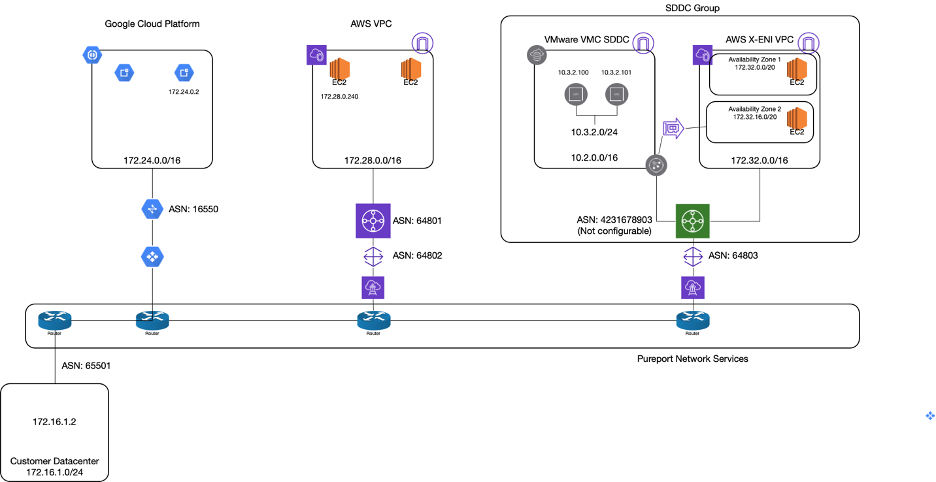 SDDC Group
Google Cloud Platform
AWS VPC
VMware VMC SDDC
AWS X-ENI VPC
Availability Zone 1
172.32.0.0/20
EC2
EC2
EC2
172.24.0.2
172.28.0.240
10.3.2.100
10.3.2.101
Availability Zone 2
172.32.16.0/20
EC2
10.3.2.0/24
10.2.0.0/16
172.24.0.0/16
172.28.0.0/16
172.32.0.0/16
ASN: 16550
ASN: 64801
ASN: 4231678903
(Not configurable)
ASN: 64802
ASN: 64803
Router
Router
Router
Router
Pureport Network Services
ASN: 65501
172.16.1.2
Customer Datacenter
172.16.1.0/24